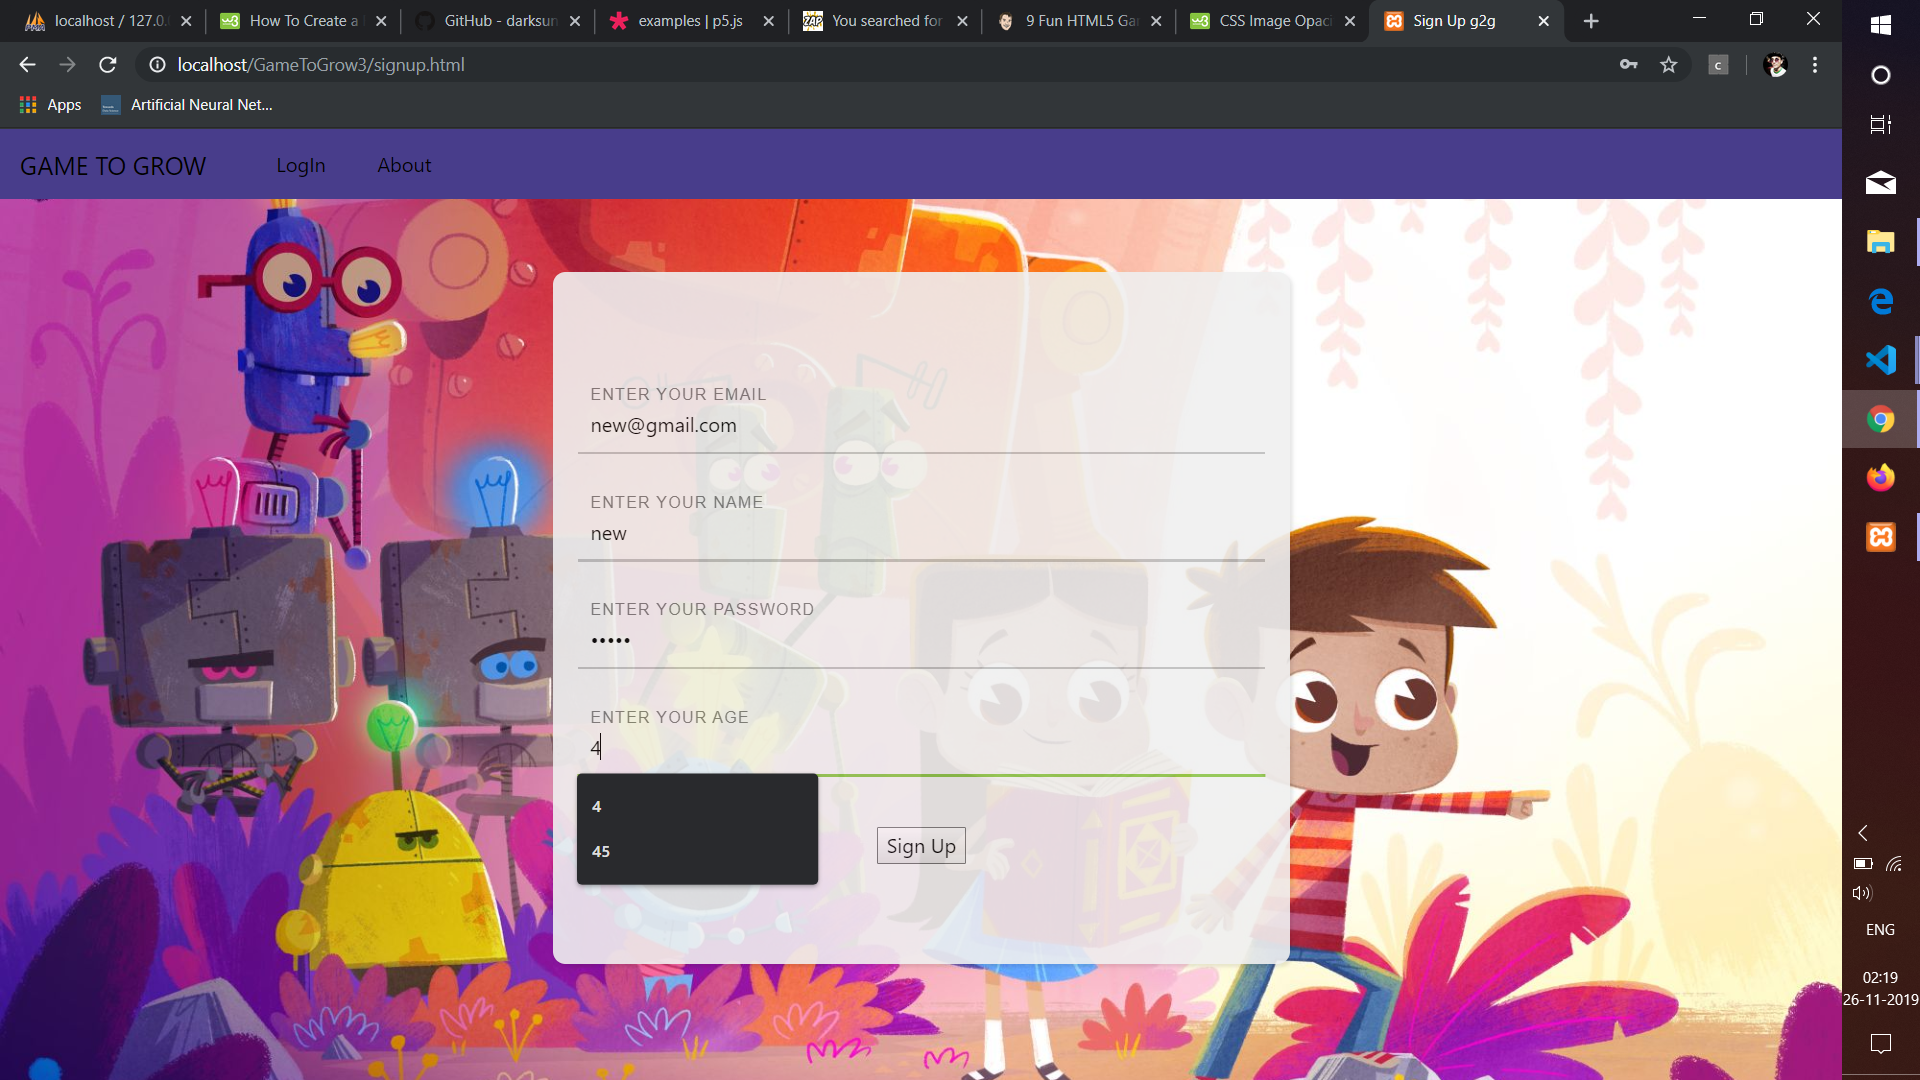 localhost / 127.0.
How To Create a
GitHub - darksun
examples | p5.js
ZAP
You searched for
9 Fun HTML5 Ga
CSS Image Opaci
Sign Up g2g
localhost/GameToGrow3/signup.html
c
Apps
Artificial Neural Net...
GAME TO GROW
LogIn
About
ENTER YOUR EMAIL
new@gmail.com
ENTER YOUR NAME
new
ENTER YOUR PASSWORD
•••••
ENTER YOUR AGE
4
4
45
Sign Up
ENG
02:19
26-11-2019